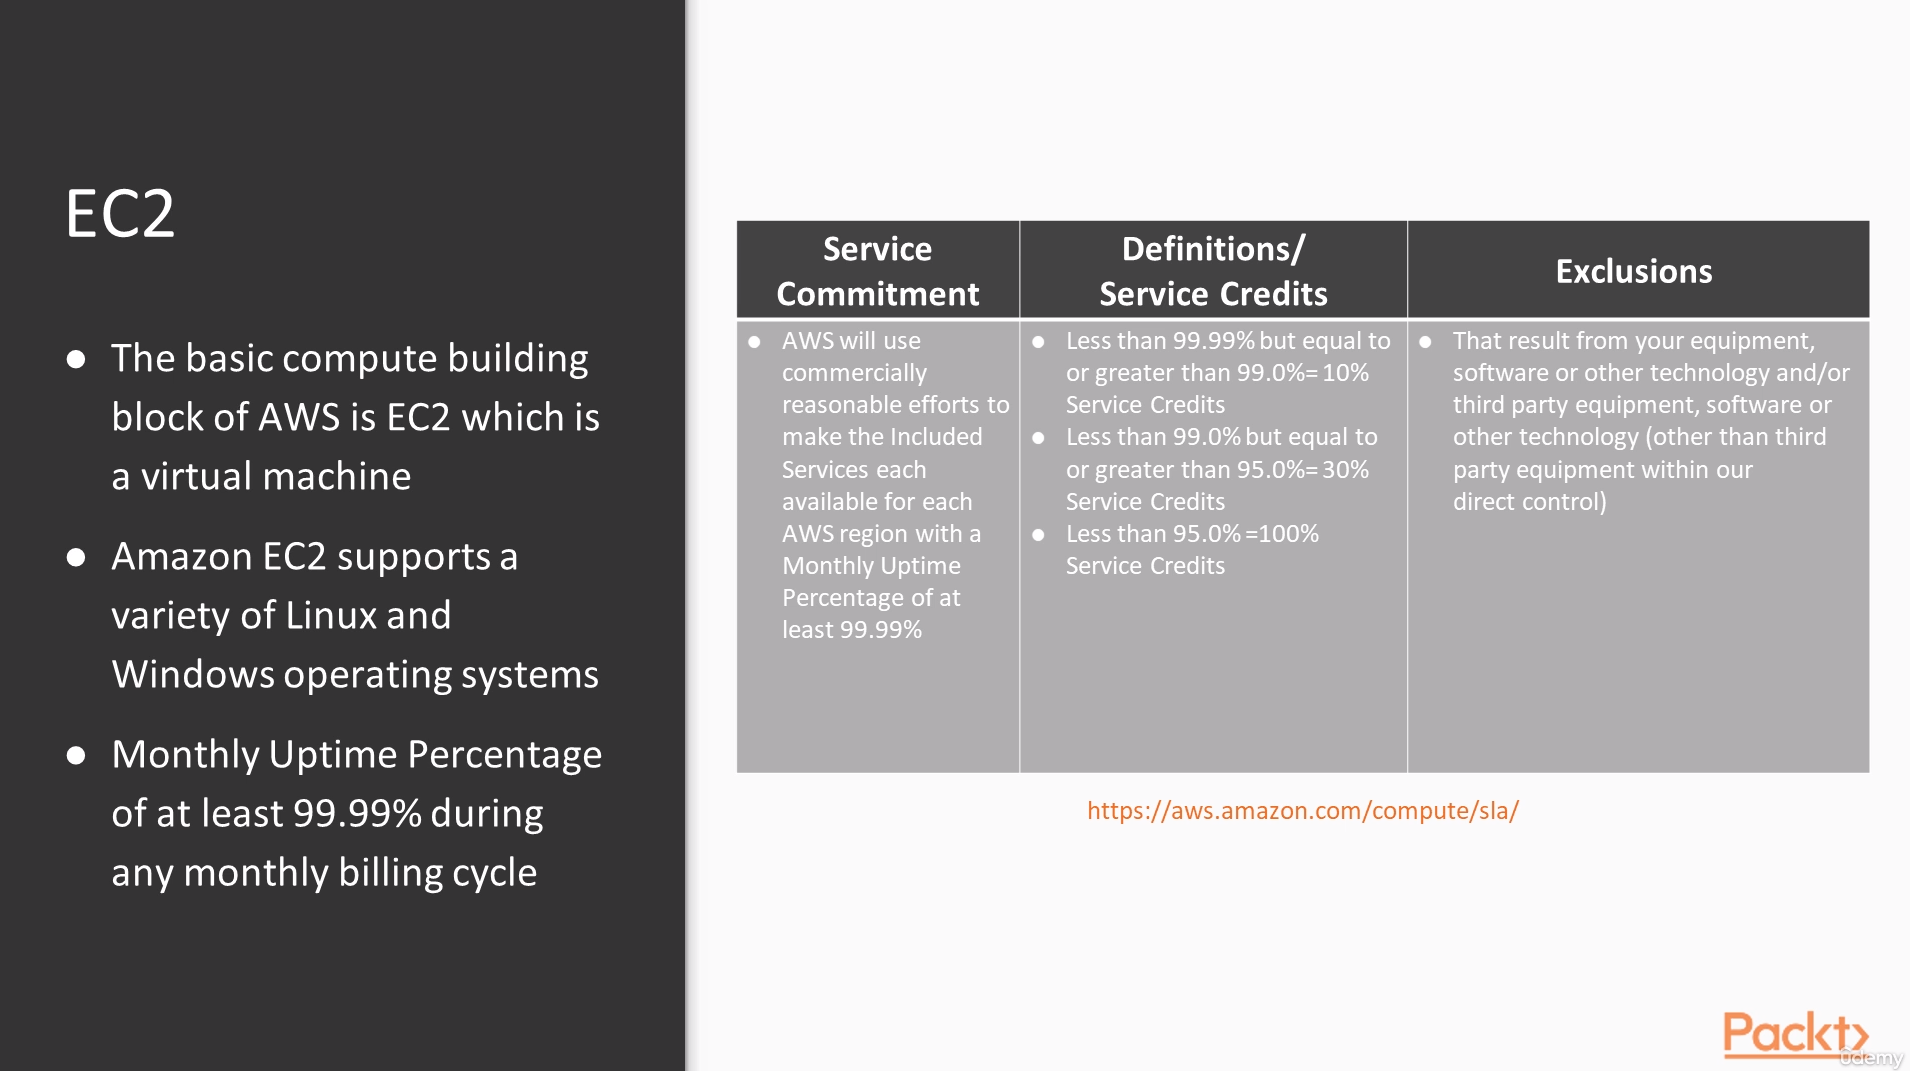 EC2
● The basic compute building
block of AWS is EC2 which is
a virtual machine
● Amazon EC2 supports a
variety of Linux and
Windows operating systems
● Monthly Uptime Percentage
of at least 99.99% during
any monthly billing cycle
Service
Commitment
Definitions/
Service Credits
Exclusions
● AWS will use
commercially
reasonable efforts to
make the Included
Services each
available for each
AWS region with a
Monthly Uptime
Percentage of at
least 99.99%
● Less than 99.99% but equal to
or greater than 99.0%= 10%
Service Credits
● Less than 99.0% but equal to
or greater than 95.0%= 30%
Service Credits
● Less than 95.0% =100%
Service Credits
● That result from your equipment,
software or other technology and/or
third party equipment, software or
other technology (other than third
party equipment within our
direct control)
https://aws.amazon.com/compute/sla/
Packt>
ûdemy